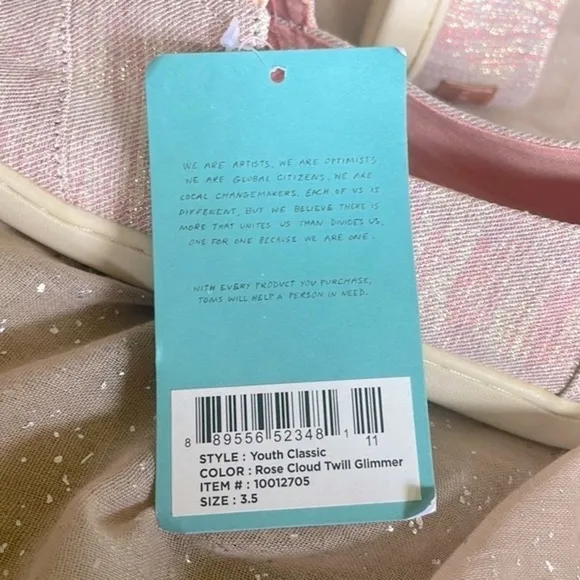 WE ARE ARTISTS. WE ARE OPTIMISTS.
WE ARE GLOBAL CITIZENS. WE ARE
LOCAL CHANGEMAKERS. EACH OF US IS
DIFFERENT, BUT WE BELIEVE THERE IS
MORE THAT UNITES US THAN DIVIDES US.
ONE FOR ONE BECAUSE WE ARE ONE.
WITH EVERY PRODUCT YOU PURCHASE,
TOMS WILL HELP A PERSON IN NEED.
8 89556 52348 1 11
STYLE : Youth Classic
COLOR : Rose Cloud Twill Glimmer
ITEM # : 10012705
SIZE : 3.5